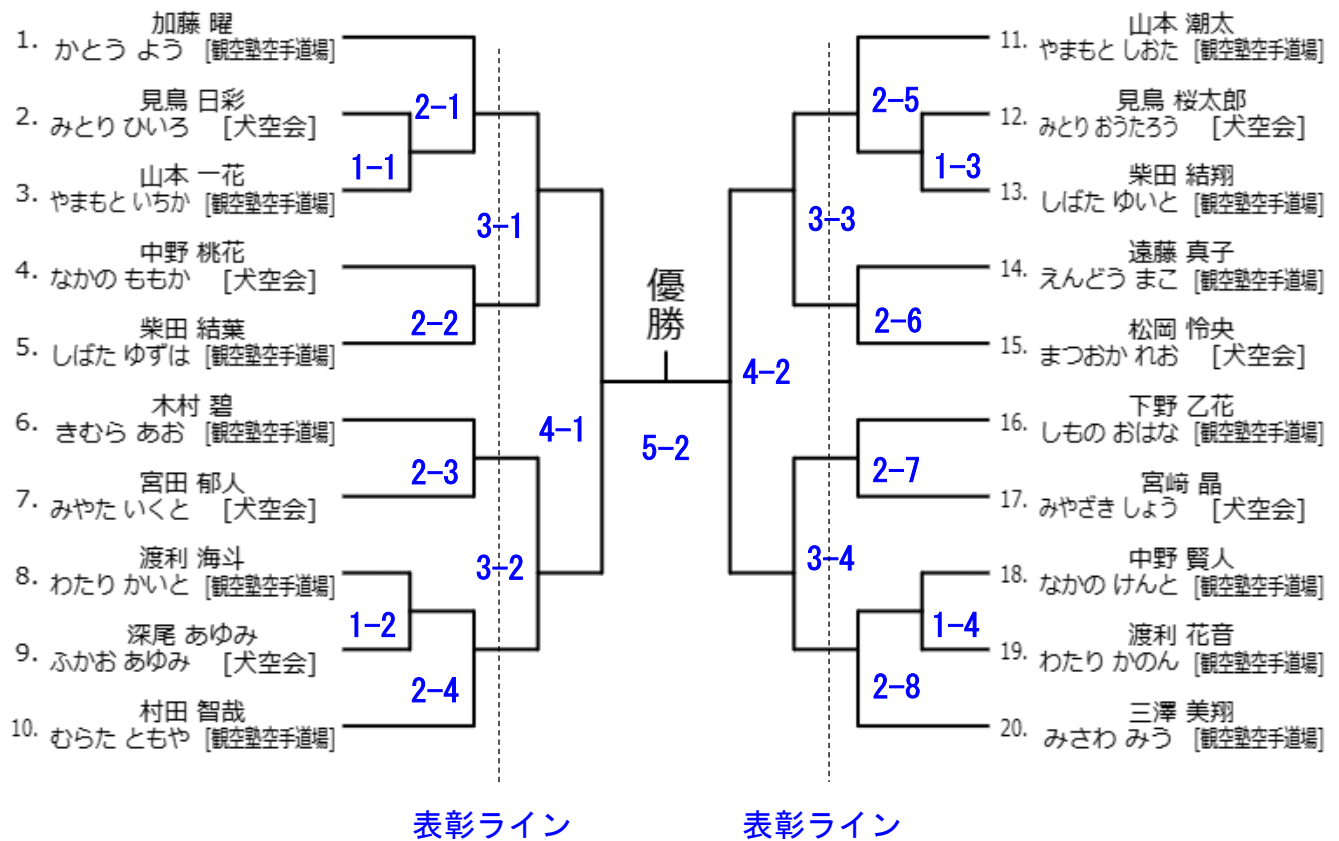 加藤 曜
1. かとう よう [観空塾空手道場]
見鳥 日彩
2. みとり ひいろ [犬空会]
山本 一花
3. やまもと いちか [観空塾空手道場]
中野 桃花
4. なかの ももか [犬空会]
柴田 結葉
5. しばた ゆずは [観空塾空手道場]
木村 碧
6. きむら あお [観空塾空手道場]
宮田 郁人
7. みやた いくと [犬空会]
渡利 海斗
8. わたり かいと [観空塾空手道場]
深尾 あゆみ
9. ふかお あゆみ [犬空会]
村田 智哉
10. むらた ともや [観空塾空手道場]
1-1
1-2
2-1
2-2
2-3
2-4
3-1
3-2
4-1
優勝
5-2
4-2
3-3
3-4
2-5
2-6
2-7
2-8
1-3
1-4
山本 潮太
11. やまもと しおた [観空塾空手道場]
見鳥 桜太郎
12. みとり おうたろう [犬空会]
柴田 結翔
13. しばた ゆいと [観空塾空手道場]
遠藤 真子
14. えんどう まこ [観空塾空手道場]
松岡 怜央
15. まつおか れお [犬空会]
下野 乙花
16. しもの おはな [観空塾空手道場]
宮﨑 晶
17. みやざき しょう [犬空会]
中野 賢人
18. なかの けんと [観空塾空手道場]
渡利 花音
19. わたり かのん [観空塾空手道場]
三澤 美翔
20. みさわ みう [観空塾空手道場]
表彰ライン
表彰ライン